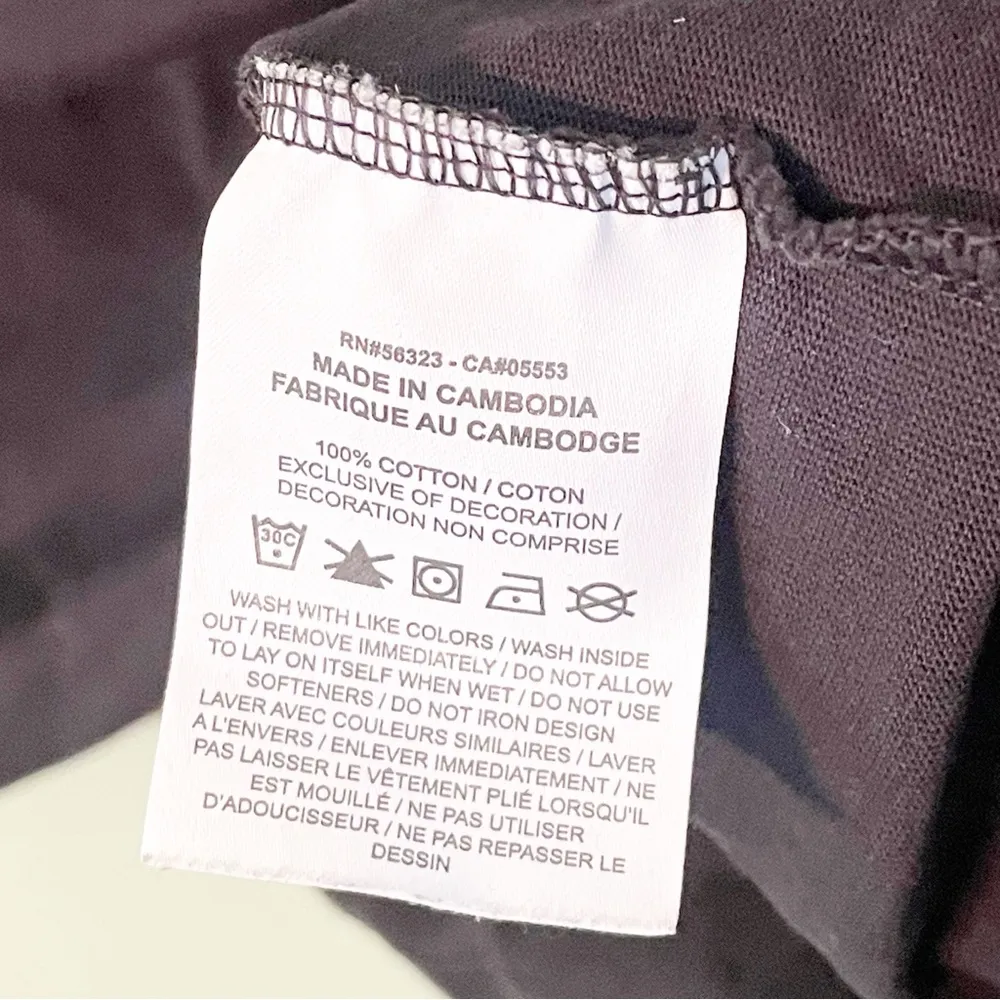 RN#56323 - CA#05553
MADE IN CAMBODIA
FABRIQUE AU CAMBODGE
100% COTTON / COTON
EXCLUSIVE OF DECORATION /
DECORATION NON COMPRISE
30C
WASH WITH LIKE COLORS / WASH INSIDE
OUT / REMOVE IMMEDIATELY / DO NOT ALLOW
TO LAY ON ITSELF WHEN WET / DO NOT USE
SOFTENERS / DO NOT IRON DESIGN
LAVER AVEC COULEURS SIMILAIRES / LAVER
A L'ENVERS / ENLEVER IMMEDIATEMENT / NE
PAS LAISSER LE VÊTEMENT PLIÉ LORSQU'IL
EST MOUILLÉ / NE PAS UTILISER
D'ADOUCISSEUR / NE PAS REPASSER LE
DESSIN